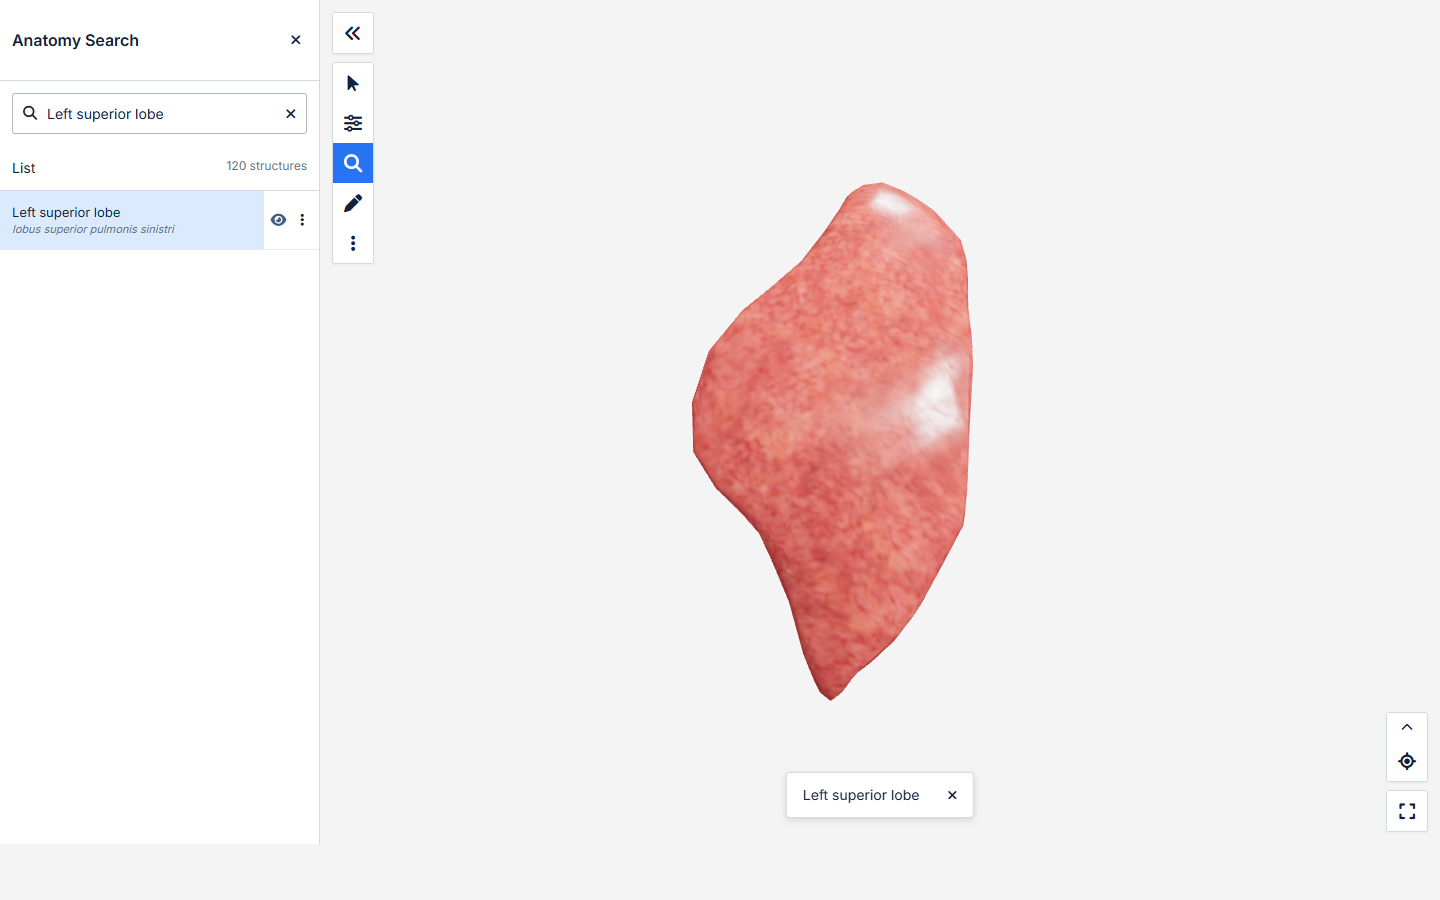 Anatomy Search
Left superior lobe
List
120 structures
Left superior lobe
lobus superior pulmonis sinistri
Left superior lobe